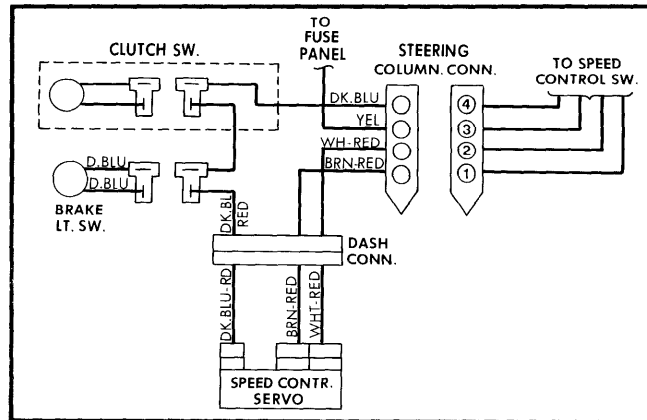 TO
FUSE
PANEL
CLUTCH SW.
STEERING
COLUMN. CONN.
TO SPEED
CONTROL SW.
DK.BLU
YEL
WH-RED
BRN-RED
4
3
2
1
D.BLU
D.BLU
BRAKE
LT. SW.
DK.BL
RED
DASH
CONN.
DK.BLU-RD
BRN-RED
WHT-RED
SPEED CONTR.
SERVO